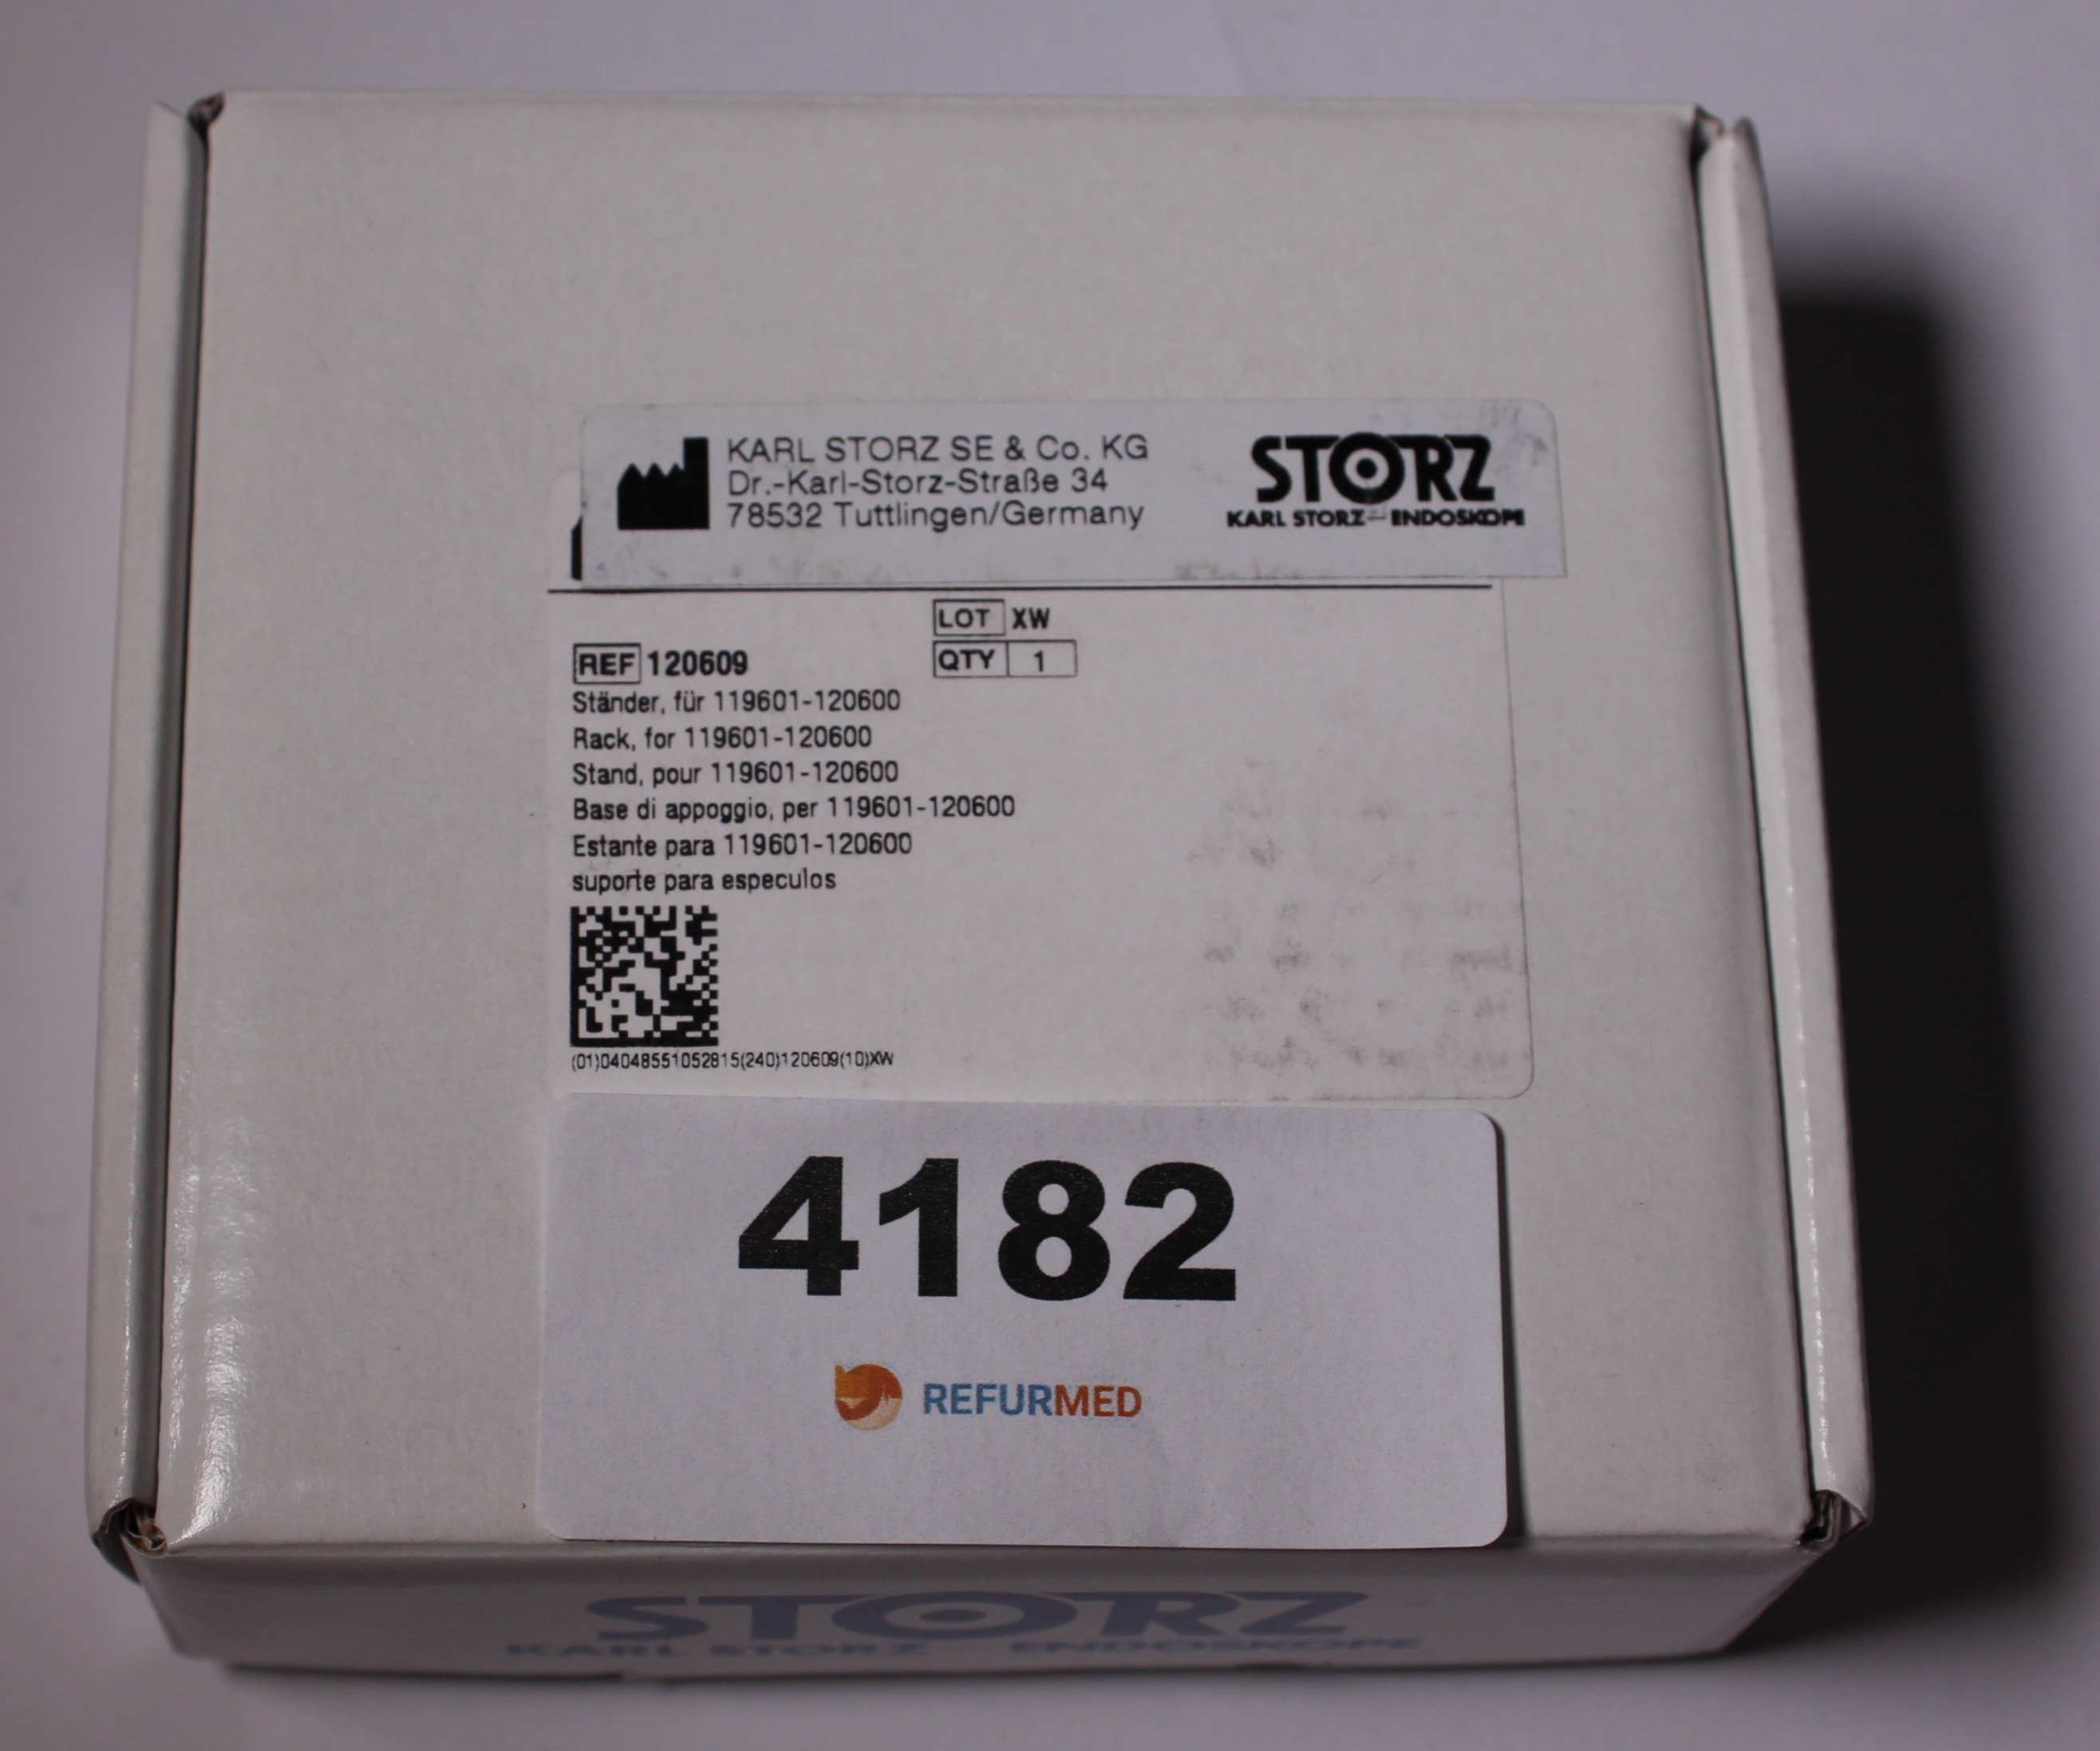 KARL STORZ SE & Co. KG
Dr.-Karl-Storz-Straße 34
78532 Tuttlingen/Germany
STORZ
KARL STORZ—ENDOSKOPE
LOT XW
REF 120609
QTY 1
Ständer, für 119601-120600
Rack, for 119601-120600
Stand, pour 119601-120600
Base di appoggio, per 119601-120600
Estante para 119601-120600
suporte para especulos
(01)04048551052815(240)120609(10)XW
4182
REFURMED
STORZ
KARL STORZ ENDOSKOPE